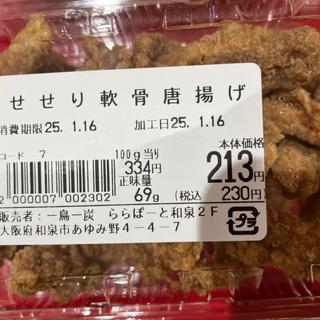 せせり軟骨唐揚げ
消費期限25. 1.16 加工日25. 1.16
コード 7 100g当り 本体価格
334円 213円
正味量
69g (税込 230円)
2 000007 002302
販売者：一鳥一炭 ららぽーと和泉２Ｆ
大阪府和泉市あゆみ野４－４－７
プラ